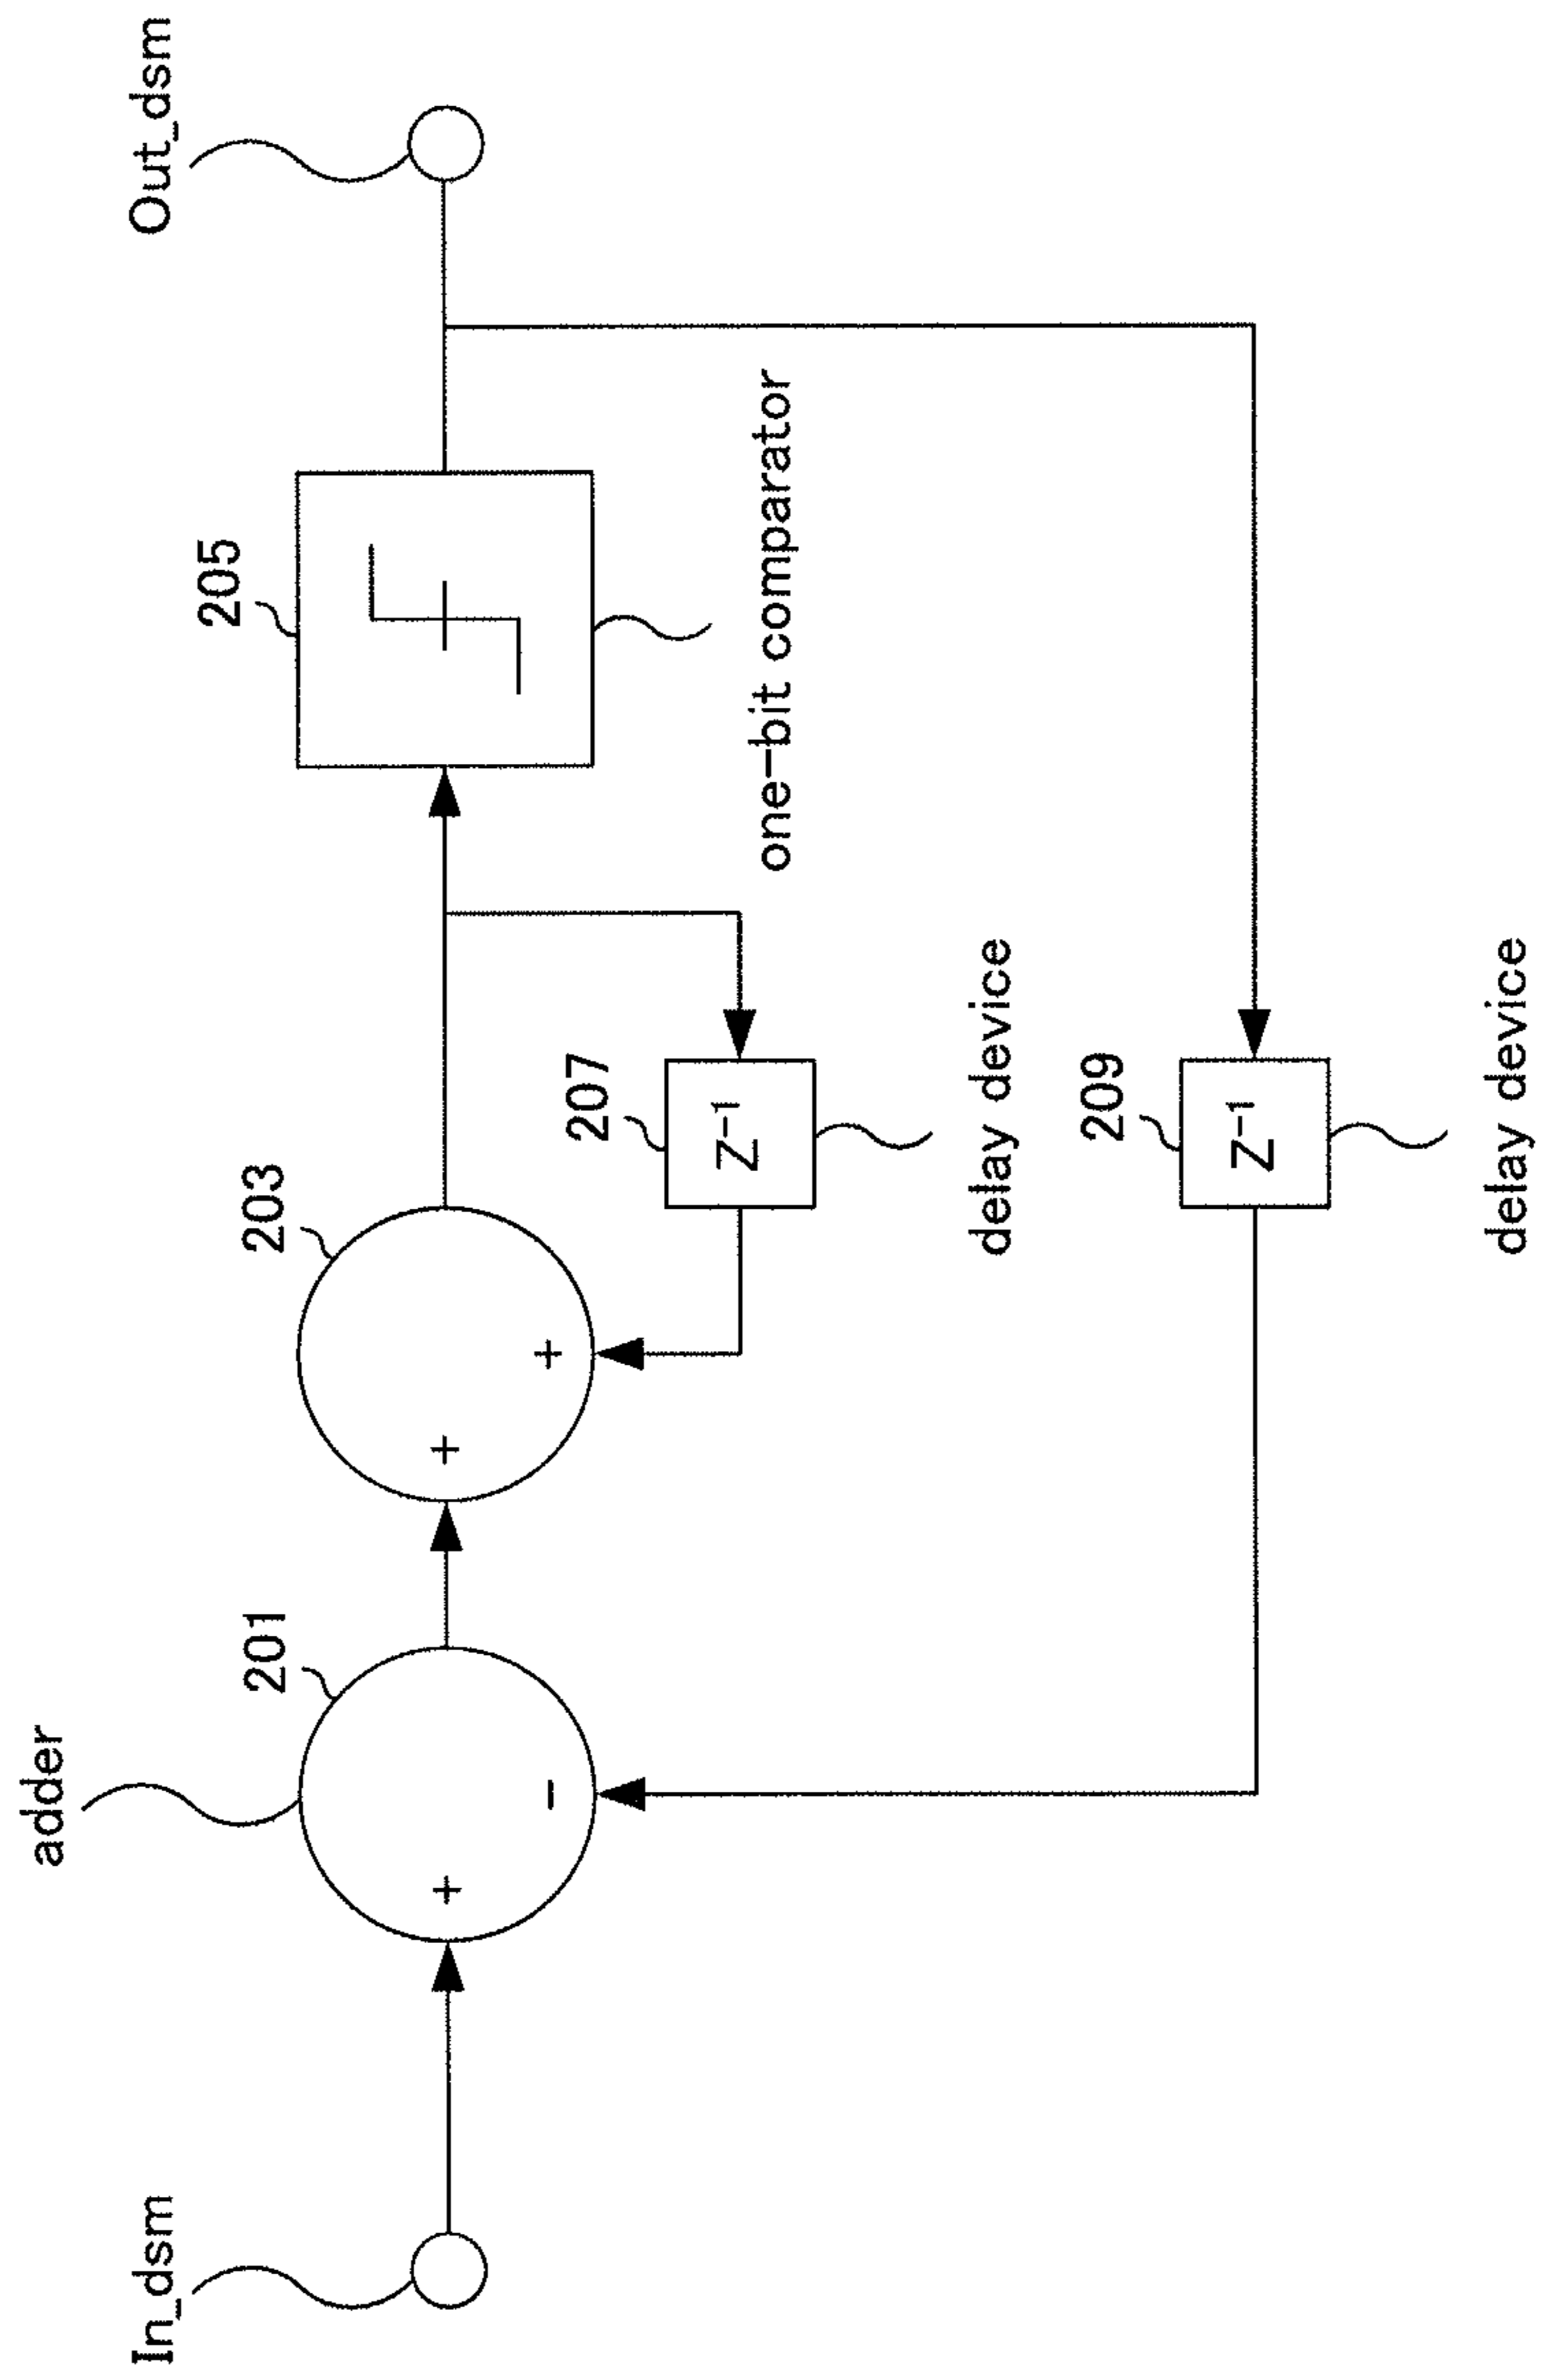 In_dsm
adder
201
+
−
203
+
+
205
one-bit comparator
Out_dsm
207
Z⁻¹
delay device
209
Z⁻¹
delay device